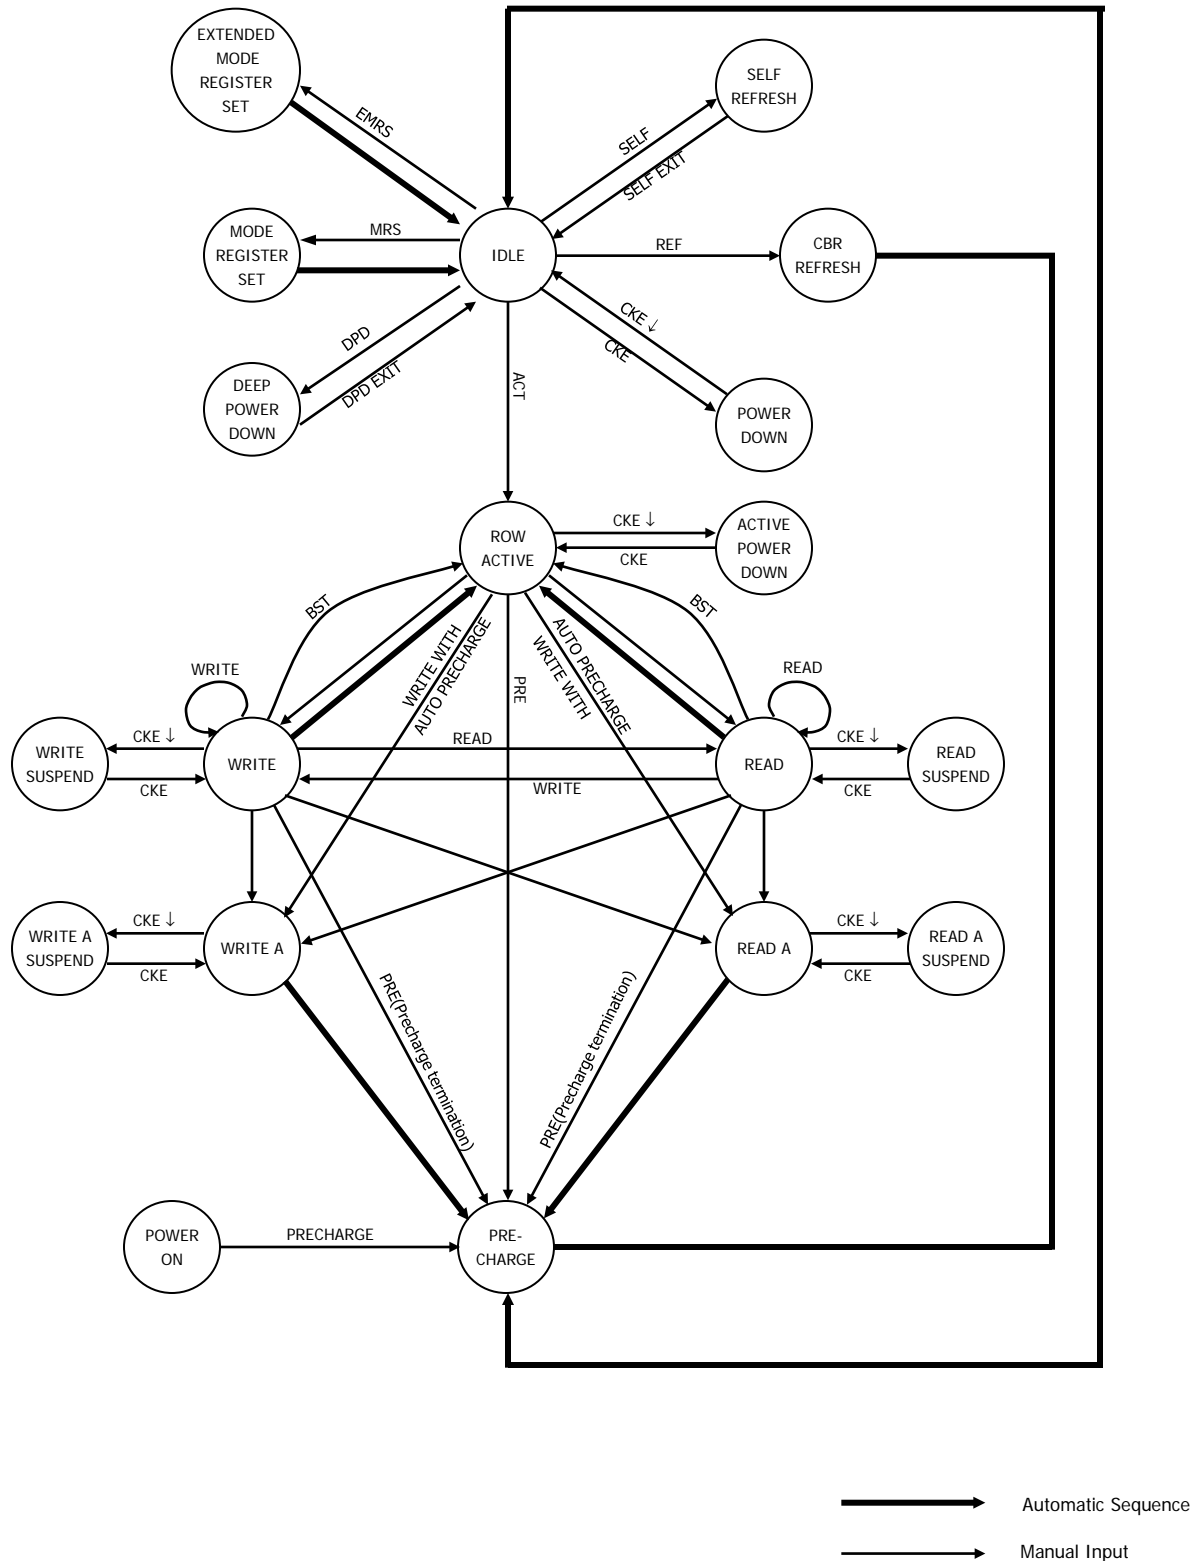 EXTENDED
MODE
REGISTER
SET
SELF
REFRESH
EMRS
SELF
SELF EXIT
MODE
REGISTER
SET
MRS
IDLE
REF
CBR
REFRESH
DPD
DPD EXIT
CKE ↓
CKE
DEEP
POWER
DOWN
ACT
POWER
DOWN
ROW
ACTIVE
CKE ↓
CKE
ACTIVE
POWER
DOWN
BST
BST
WRITE WITH
AUTO PRECHARGE
PRE
AUTO PRECHARGE
WRITE WITH
WRITE
READ
WRITE
SUSPEND
CKE ↓
CKE
WRITE
READ
WRITE
READ
CKE ↓
CKE
READ
SUSPEND
WRITE A
SUSPEND
CKE ↓
CKE
WRITE A
READ A
CKE ↓
CKE
READ A
SUSPEND
PRE(Precharge termination)
PRE(Precharge termination)
POWER
ON
PRECHARGE
PRE-
CHARGE
Automatic Sequence
Manual Input